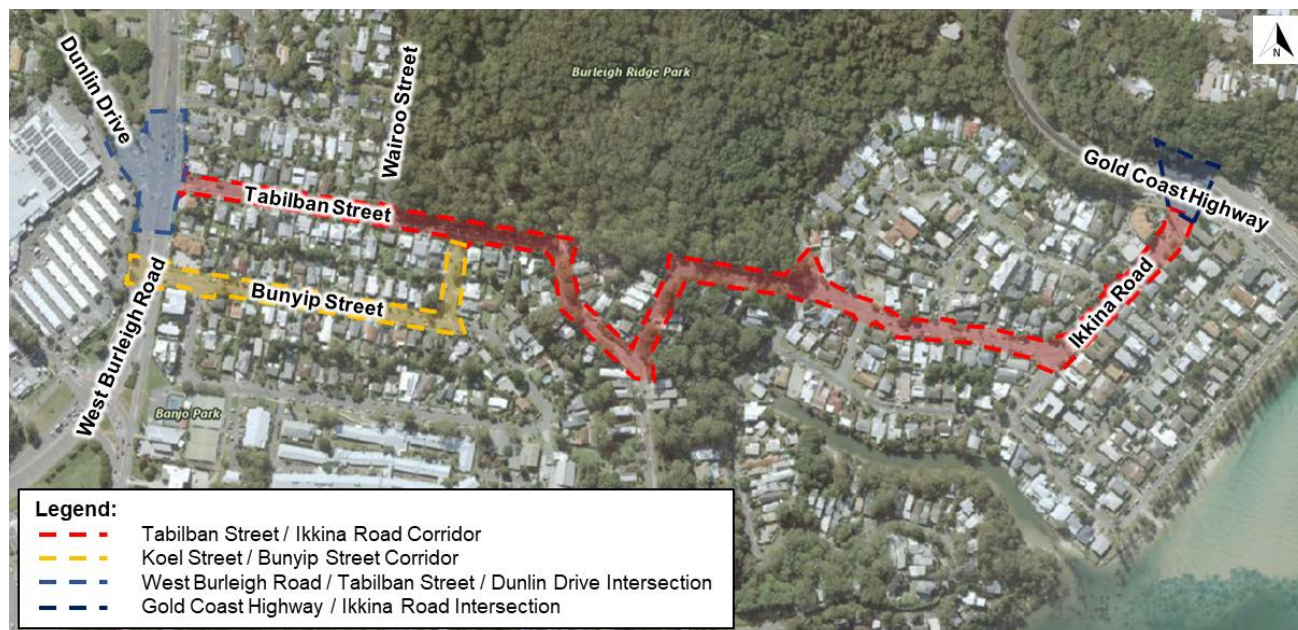 Dunlin Drive
Wairoo Street
Burleigh Ridge Park
N
Gold Coast Highway
Tabilban Street
Bunyip Street
Ikkina Road
West Burleigh Road
Banjo Park
Legend:
Tabilban Street / Ikkina Road Corridor
Koel Street / Bunyip Street Corridor
West Burleigh Road / Tabilban Street / Dunlin Drive Intersection
Gold Coast Highway / Ikkina Road Intersection